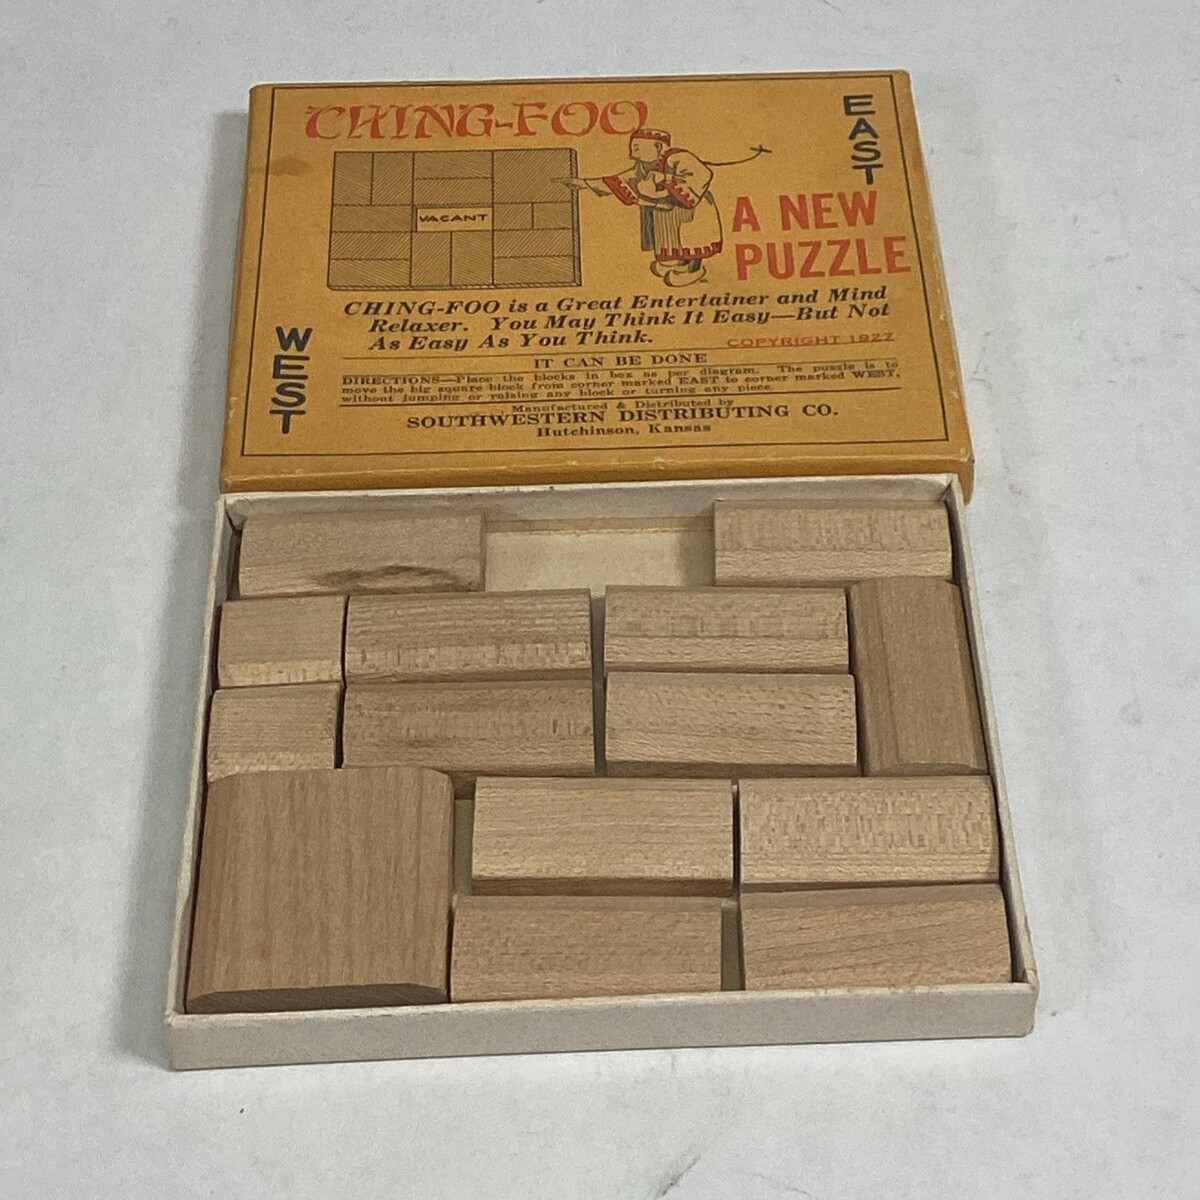 CHING-FOO
EAST
VACANT
A NEW
PUZZLE
CHING-FOO is a Great Entertainer and Mind
Relaxer. You May Think It Easy—But Not
As Easy As You Think.
COPYRIGHT 1927
WEST
IT CAN BE DONE
DIRECTIONS—Place the blocks in box as per diagram. The puzzle is to
move the big square block from corner marked EAST to corner marked WEST,
without jumping or raising any block or turning any piece.
Manufactured & Distributed by
SOUTHWESTERN DISTRIBUTING CO.
Hutchinson, Kansas